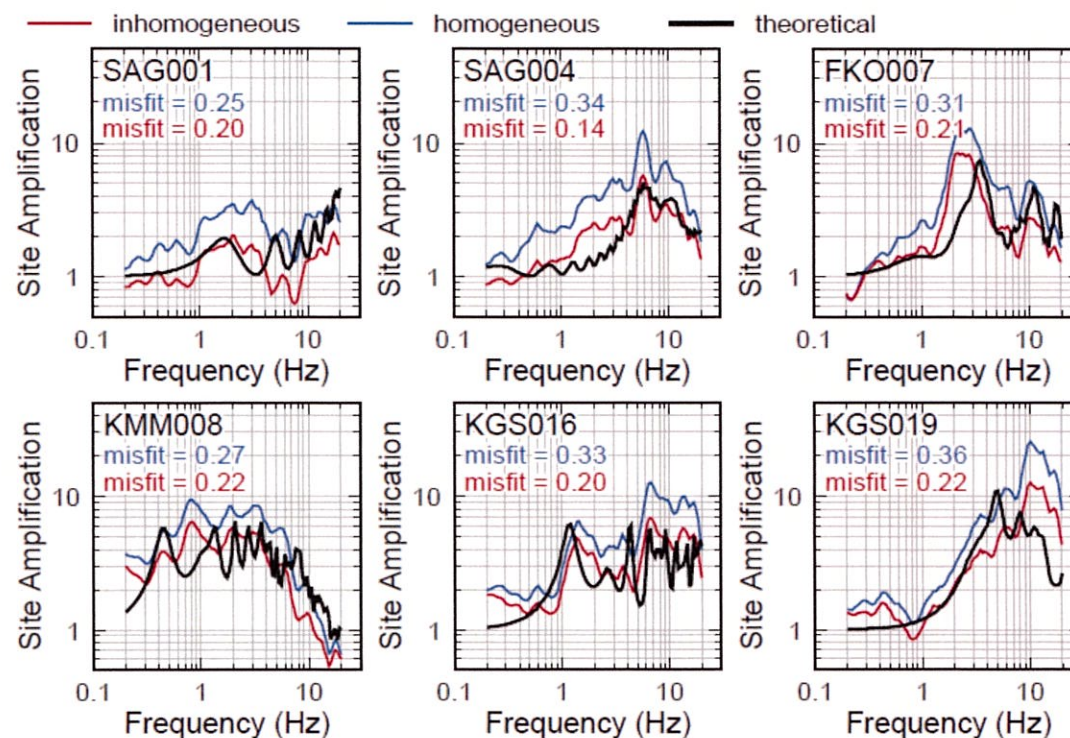 inhomogeneous homogeneous theoretical
SAG001
misfit = 0.25
misfit = 0.20
10
1
Site Amplification
0.1 1 10
Frequency (Hz)
SAG004
misfit = 0.34
misfit = 0.14
10
1
Site Amplification
0.1 1 10
Frequency (Hz)
FKO007
misfit = 0.31
misfit = 0.21
10
1
Site Amplification
0.1 1 10
Frequency (Hz)
KMM008
misfit = 0.27
misfit = 0.22
10
1
Site Amplification
0.1 1 10
Frequency (Hz)
KGS016
misfit = 0.33
misfit = 0.20
10
1
Site Amplification
0.1 1 10
Frequency (Hz)
KGS019
misfit = 0.36
misfit = 0.22
10
1
Site Amplification
0.1 1 10
Frequency (Hz)